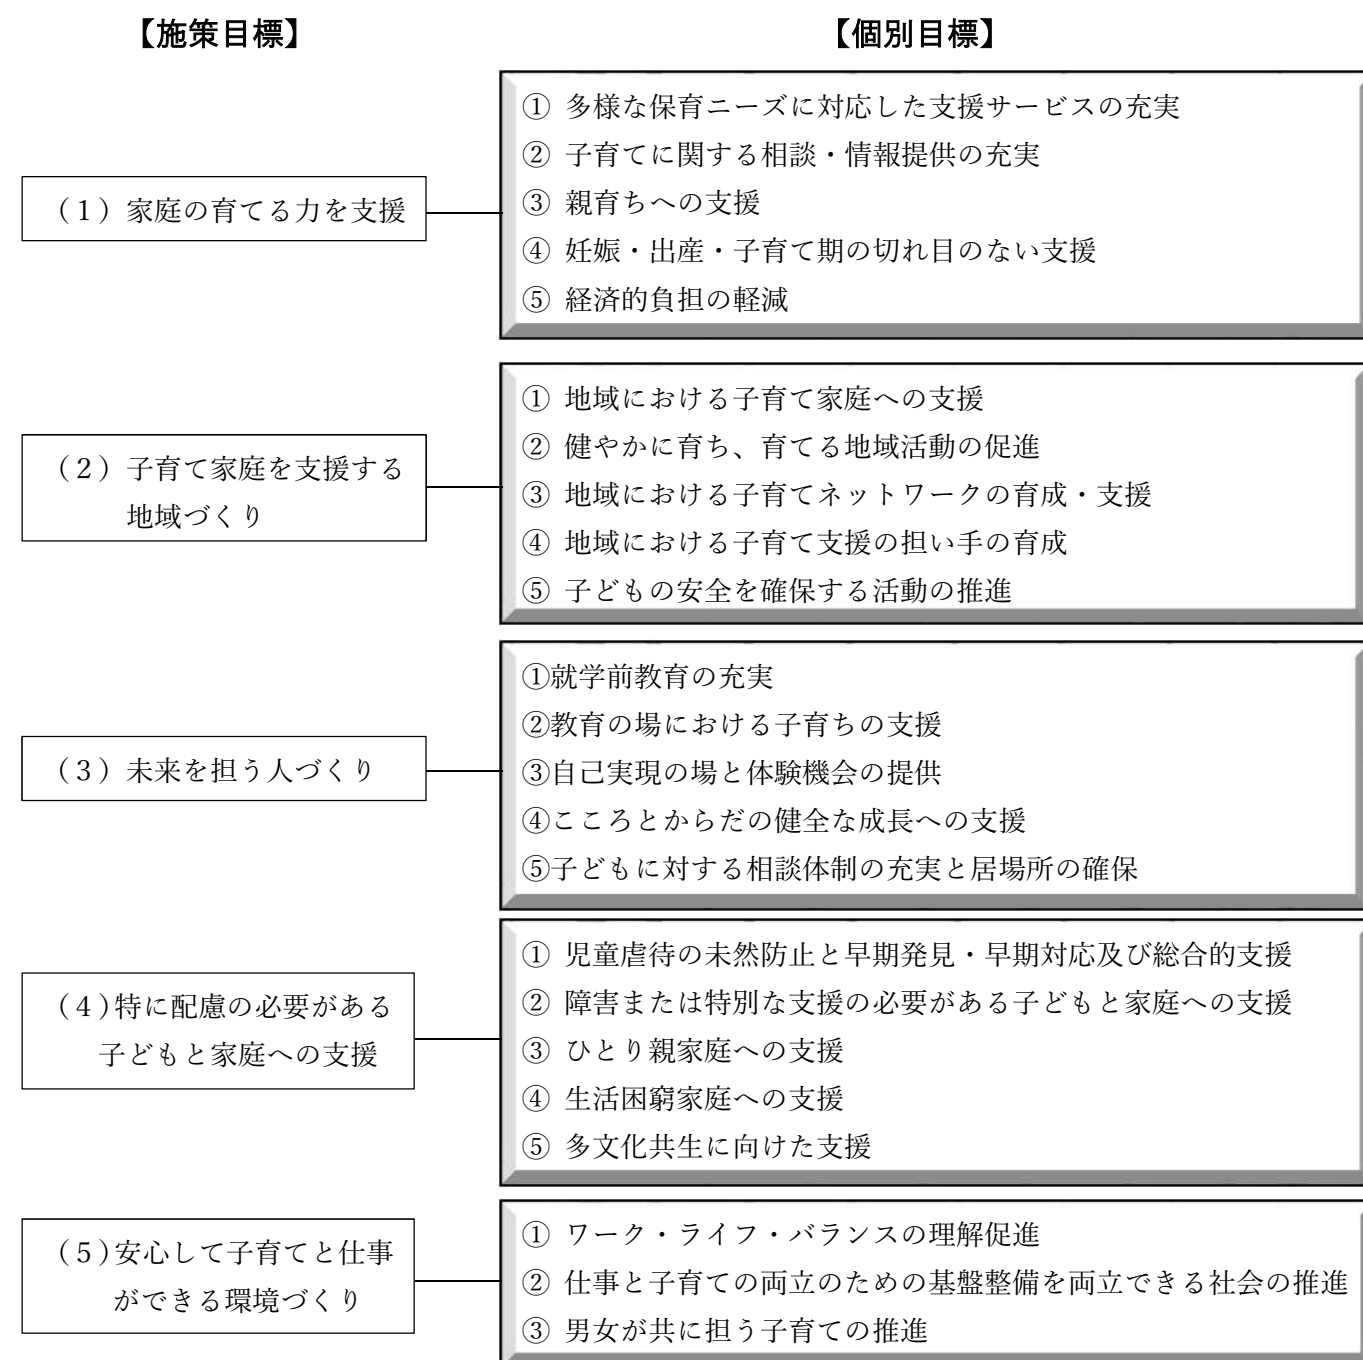 【施策目標】
【個別目標】
(1)家庭の育てる力を支援
① 多様な保育ニーズに対応した支援サービスの充実
② 子育てに関する相談・情報提供の充実
③ 親育ちへの支援
④ 妊娠・出産・子育て期の切れ目のない支援
⑤ 経済的負担の軽減
(2)子育て家庭を支援する
地域づくり
① 地域における子育て家庭への支援
② 健やかに育ち、育てる地域活動の促進
③ 地域における子育てネットワークの育成・支援
④ 地域における子育て支援の担い手の育成
⑤ 子どもの安全を確保する活動の推進
(3)未来を担う人づくり
①就学前教育の充実
②教育の場における子育ちの支援
③自己実現の場と体験機会の提供
④こころとからだの健全な成長への支援
⑤子どもに対する相談体制の充実と居場所の確保
(4)特に配慮の必要がある
子どもと家庭への支援
① 児童虐待の未然防止と早期発見・早期対応及び総合的支援
② 障害または特別な支援の必要がある子どもと家庭への支援
③ ひとり親家庭への支援
④ 生活困窮家庭への支援
⑤ 多文化共生に向けた支援
(5)安心して子育てと仕事
ができる環境づくり
① ワーク・ライフ・バランスの理解促進
② 仕事と子育ての両立のための基盤整備を両立できる社会の推進
③ 男女が共に担う子育ての推進